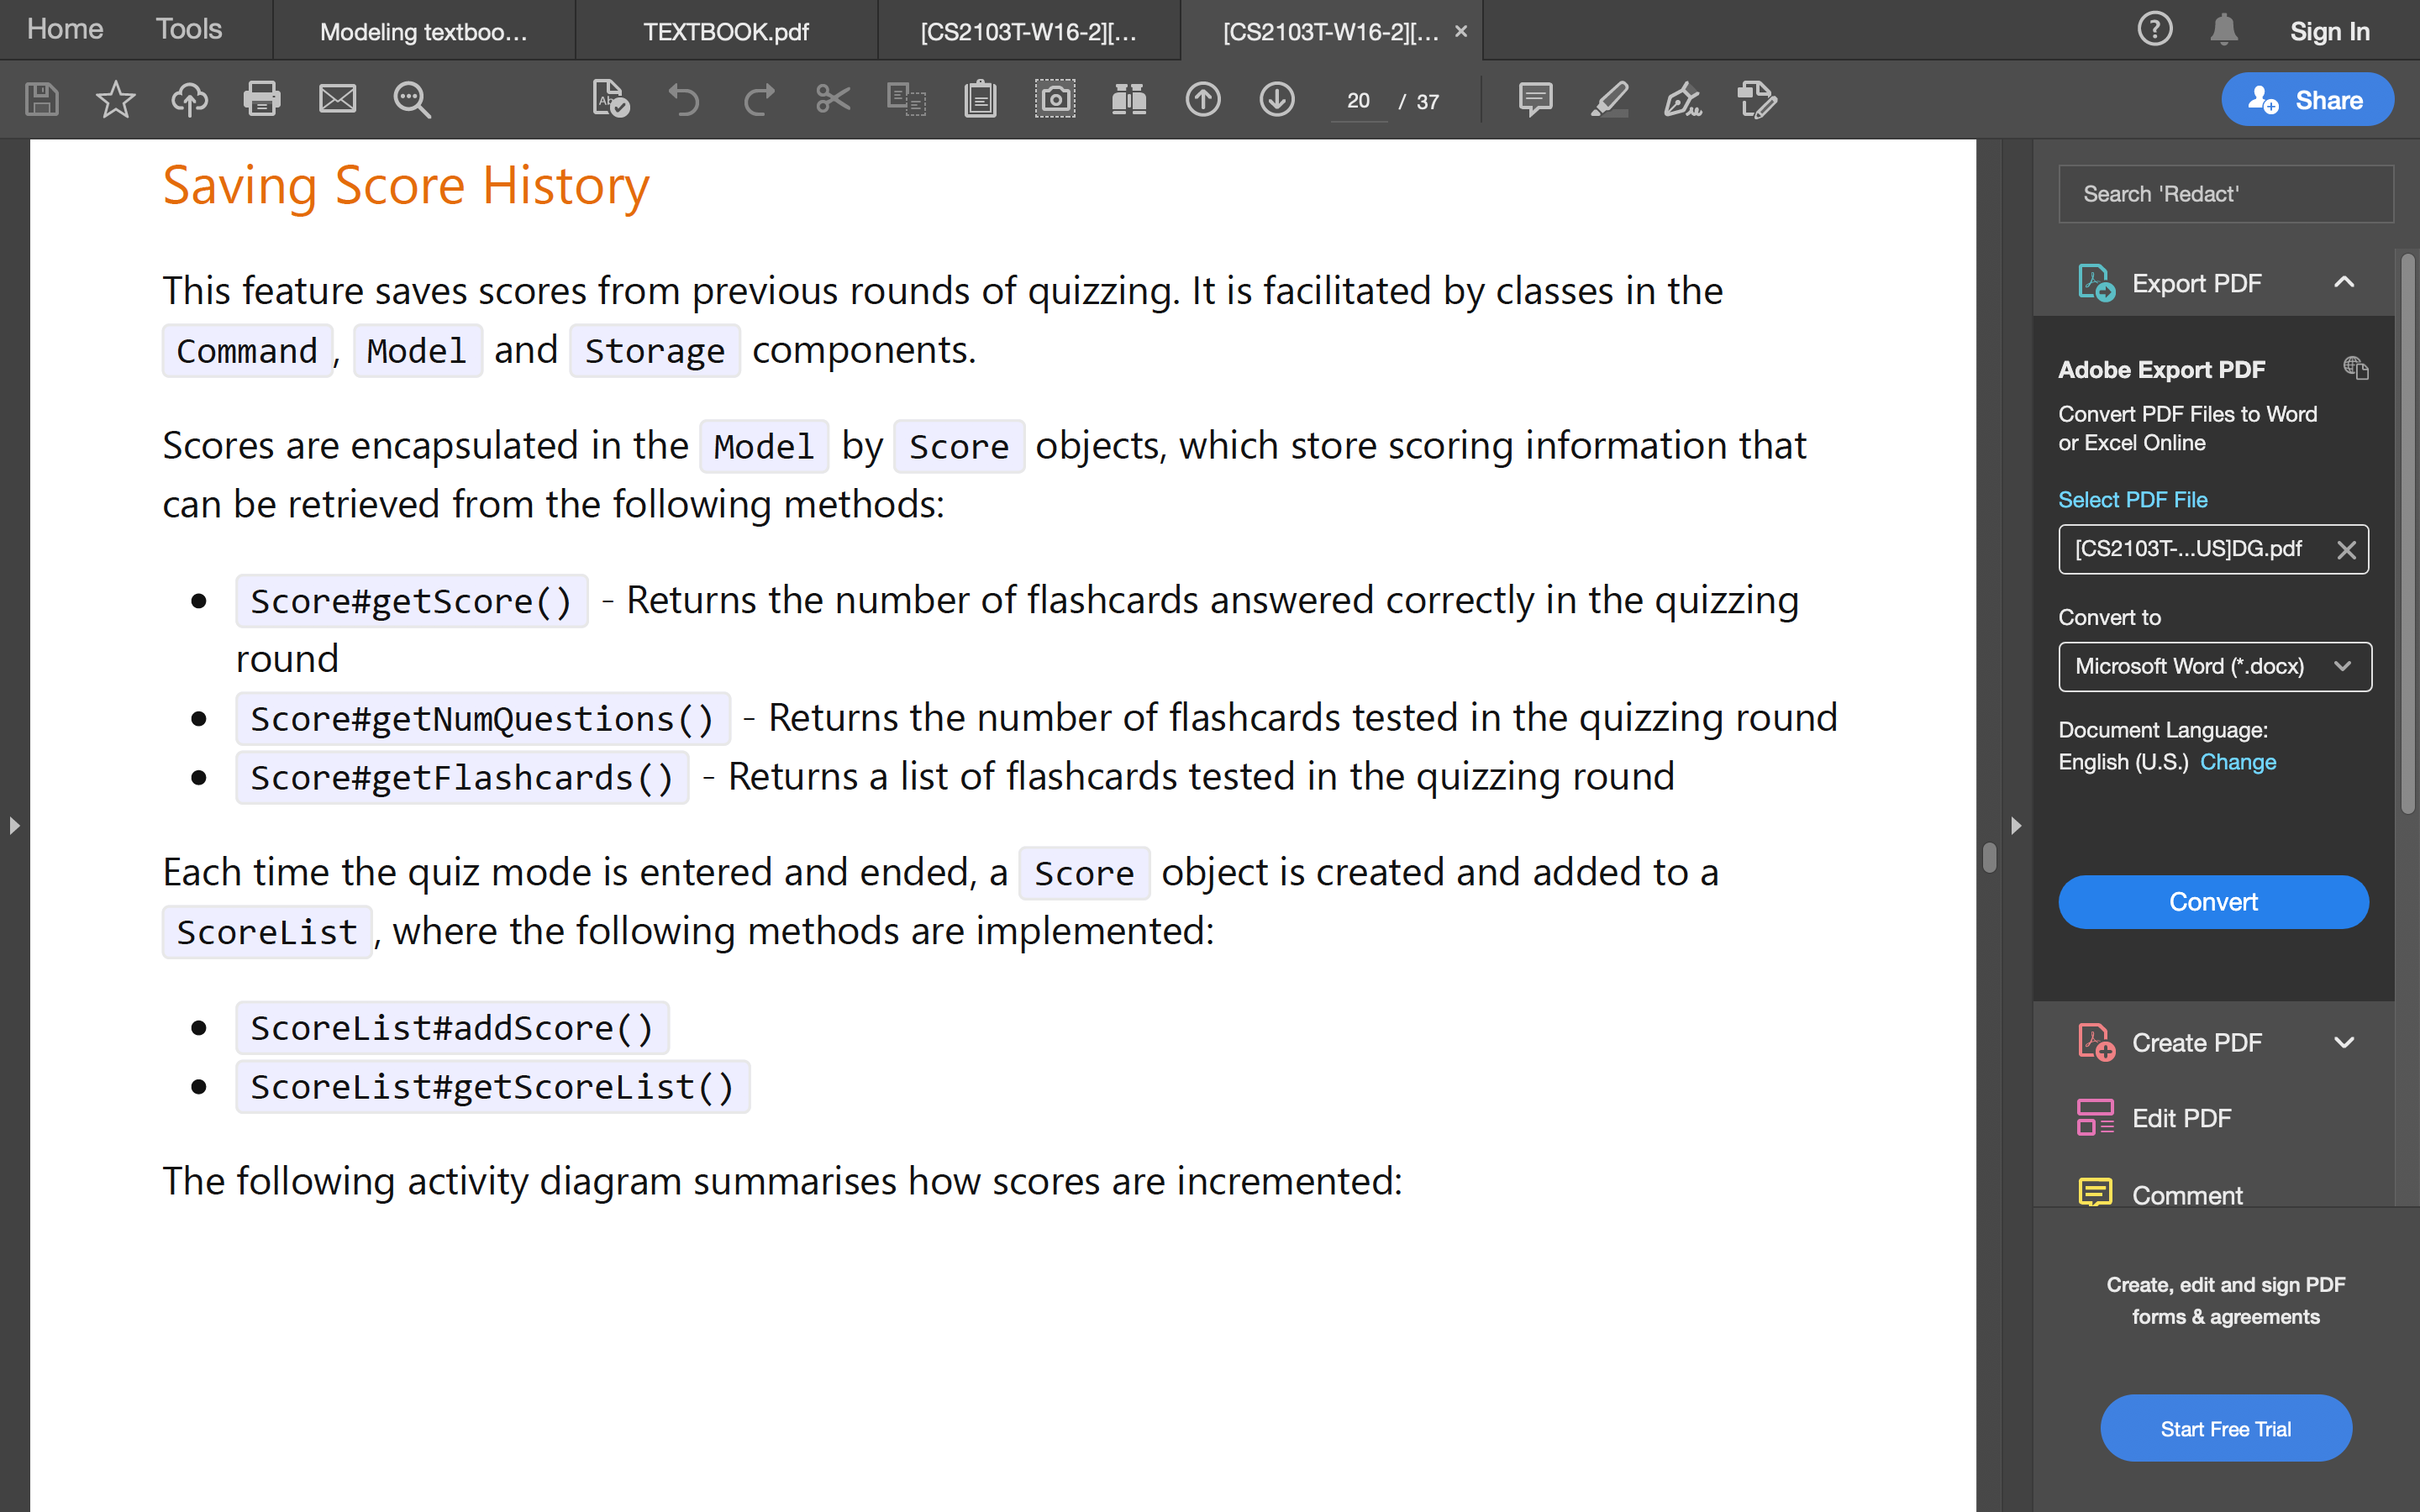 Home Tools Modeling textboo... TEXTBOOK.pdf [CS2103T-W16-2][... [CS2103T-W16-2][... × ? Sign In
20 / 37 Share
Saving Score History
This feature saves scores from previous rounds of quizzing. It is facilitated by classes in the
Command, Model and Storage components.
Scores are encapsulated in the Model by Score objects, which store scoring information that
can be retrieved from the following methods:
• Score#getScore() - Returns the number of flashcards answered correctly in the quizzing
round
• Score#getNumQuestions() - Returns the number of flashcards tested in the quizzing round
• Score#getFlashcards() - Returns a list of flashcards tested in the quizzing round
Each time the quiz mode is entered and ended, a Score object is created and added to a
ScoreList, where the following methods are implemented:
• ScoreList#addScore()
• ScoreList#getScoreList()
The following activity diagram summarises how scores are incremented:
Search 'Redact'
Export PDF
Adobe Export PDF
Convert PDF Files to Word
or Excel Online
Select PDF File
[CS2103T-...US]DG.pdf
Convert to
Microsoft Word (*.docx)
Document Language:
English (U.S.) Change
Convert
Create PDF
Edit PDF
Comment
Create, edit and sign PDF
forms & agreements
Start Free Trial